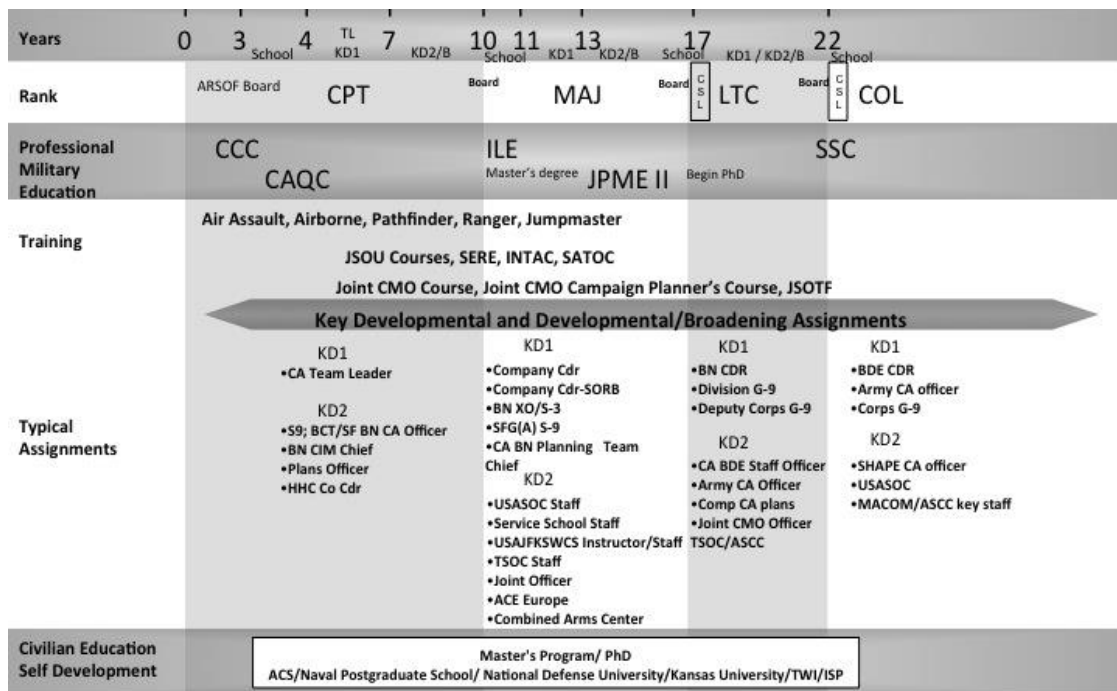 Years
0 3 4 7 10 11 13 17 22
School TL KD1 KD2/B School KD1 KD2/B School KD1 / KD2/B School
Rank
ARSOF Board CPT Board MAJ Board CSL LTC Board CSL COL
Professional
Military
Education
CCC ILE SSC
CAQC Master's degree JPME II Begin PhD
Training
Air Assault, Airborne, Pathfinder, Ranger, Jumpmaster
JSOU Courses, SERE, INTAC, SATOC
Joint CMO Course, Joint CMO Campaign Planner's Course, JSOTF
Key Developmental and Developmental/Broadening Assignments
Typical
Assignments
KD1
•CA Team Leader
KD2
•S9; BCT/SF BN CA Officer
•BN CIM Chief
•Plans Officer
•HHC Co Cdr
KD1
•Company Cdr
•Company Cdr-SORB
•BN XO/S-3
•SFG(A) S-9
•CA BN Planning Team
Chief
KD2
•USASOC Staff
•Service School Staff
•USAJFKSWCS Instructor/Staff
•TSOC Staff
•Joint Officer
•ACE Europe
•Combined Arms Center
KD1
•BN CDR
•Division G-9
•Deputy Corps G-9
KD2
•CA BDE Staff Officer
•Army CA Officer
•Comp CA plans
•Joint CMO Officer
TSOC/ASCC
KD1
•BDE CDR
•Army CA officer
•Corps G-9
KD2
•SHAPE CA officer
•USASOC
•MACOM/ASCC key staff
Civilian Education
Self Development
Master's Program/ PhD
ACS/Naval Postgraduate School/ National Defense University/Kansas University/TWI/ISP